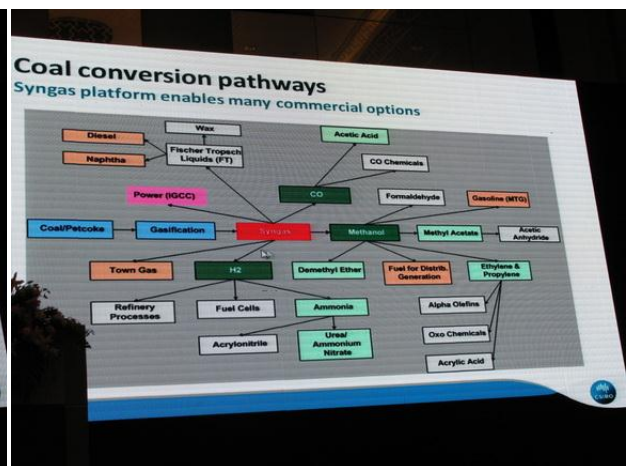 Coal conversion pathways
Syngas platform enables many commercial options
Diesel
Wax
Acetic Acid
Naphtha
Fischer Tropsch
Liquids (FT)
CO Chemicals
Power (IGCC)
CO
Formaldehyde
Gasoline (MTG)
Coal/Petcoke
Gasification
Syngas
Methanol
Methyl Acetate
Acetic
Anhydride
Town Gas
H2
Demethyl Ether
Fuel for Distrib.
Generation
Ethylene &
Propylene
Refinery
Processes
Fuel Cells
Ammonia
Alpha Olefins
Acrylonitrile
Urea/
Ammonium
Nitrate
Oxo Chemicals
Acrylic Acid
CSIRO